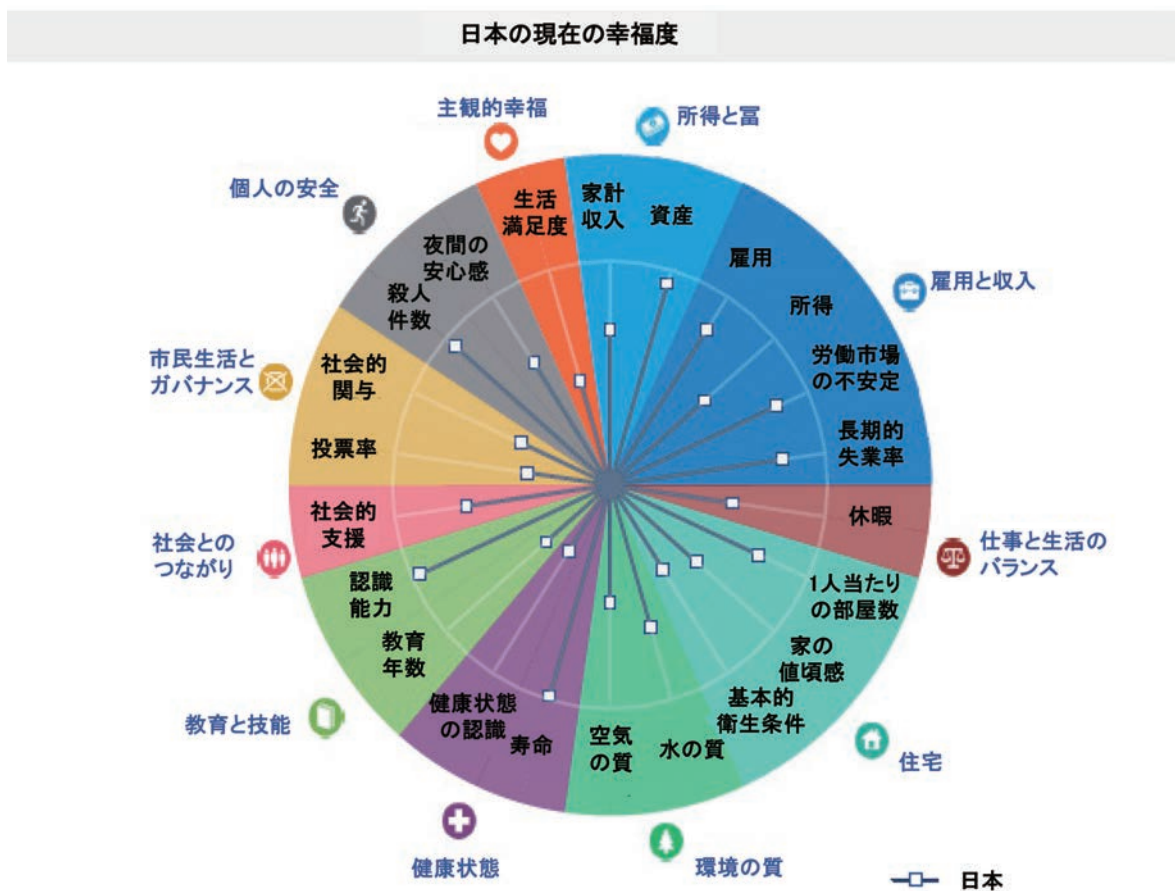 日本の現在の幸福度
主観的幸福
所得と冨
個人の安全
雇用と収入
市民生活と
ガバナンス
社会との
つながり
仕事と生活の
バランス
教育と技能
住宅
健康状態
環境の質
生活
満足度
家計
収入
資産
雇用
所得
労働市場
の不安定
長期的
失業率
休暇
1人当たり
の部屋数
家の
値頃感
基本的
衛生条件
水の質
空気
の質
寿命
健康状態
の認識
教育
年数
認識
能力
社会的
支援
投票率
社会的
関与
殺人
件数
夜間の
安心感
日本